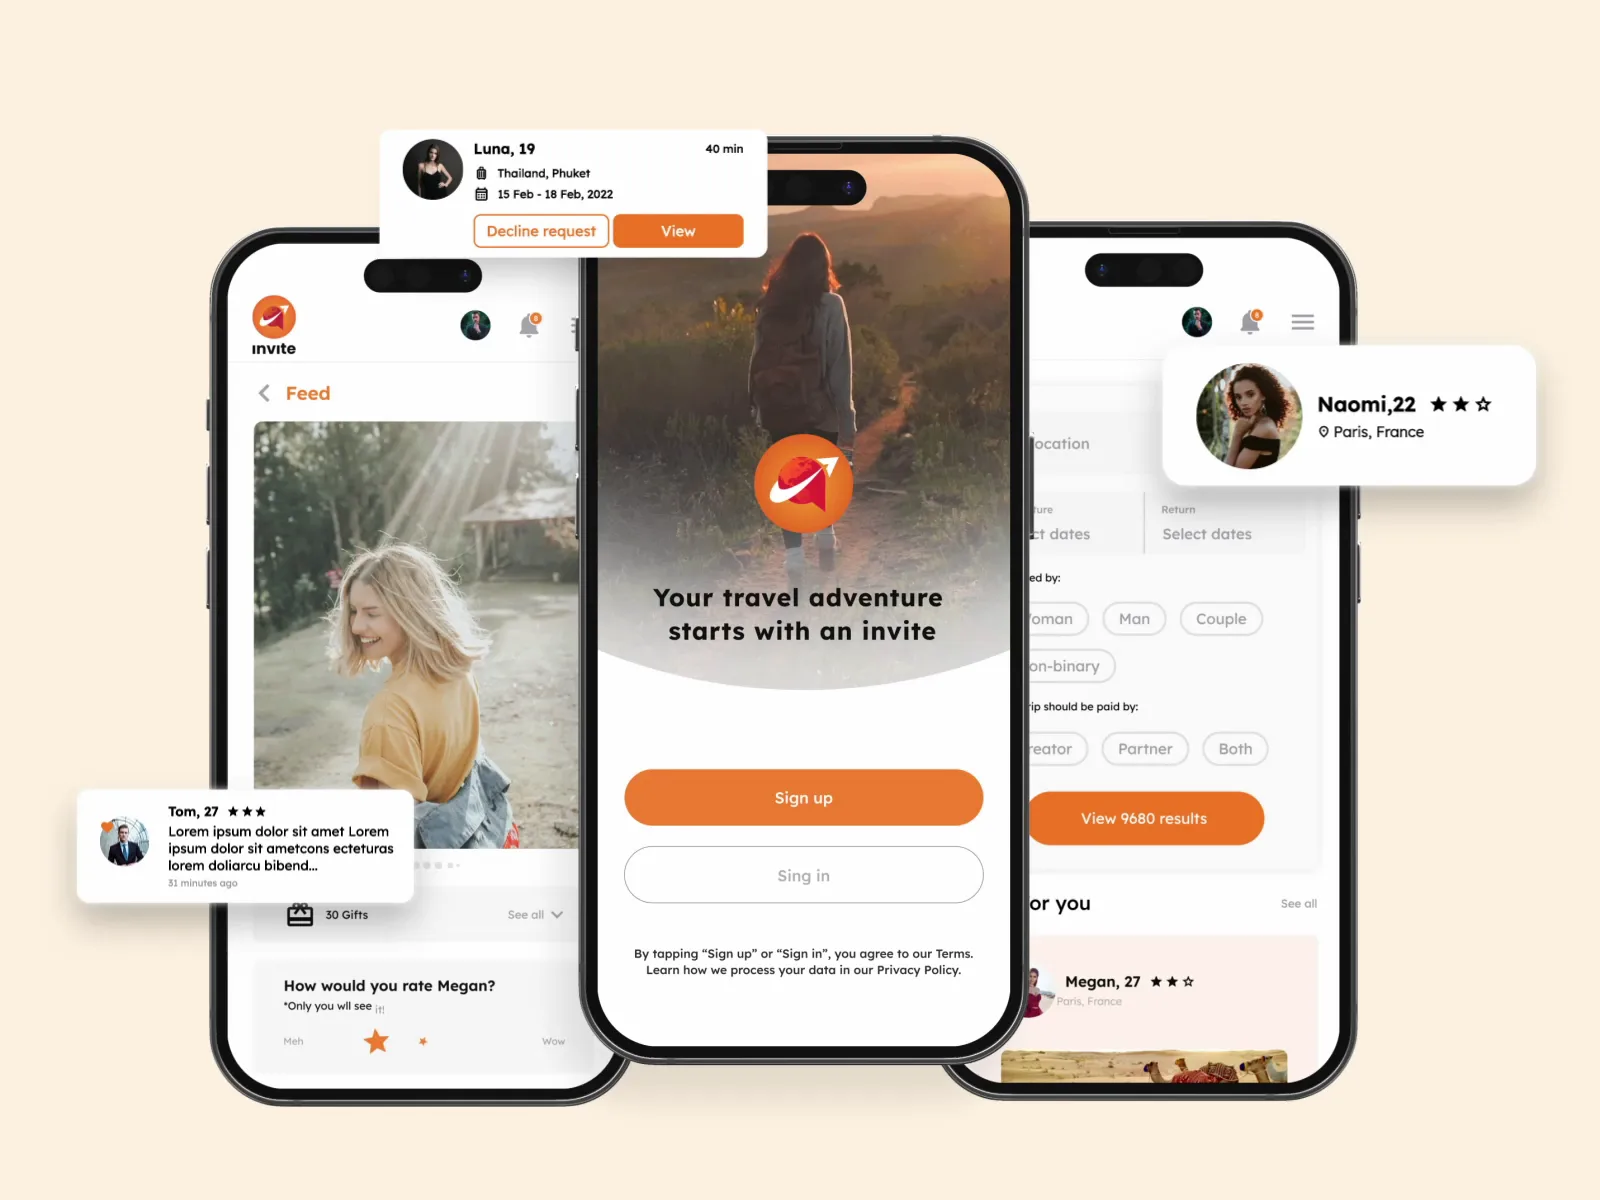 Luna, 19
40 min
Thailand, Phuket
15 Feb - 18 Feb, 2022
Decline request
View
invite
8
Feed
Tom, 27
Lorem ipsum dolor sit amet Lorem
ipsum dolor sit ametcons ecteturas
lorem doliarcu bibend...
31 minutes ago
30 Gifts
See all
How would you rate Megan?
*Only you wll see it!
Meh
Wow
Your travel adventure
starts with an invite
Sign up
Sing in
By tapping “Sign up” or “Sign in”, you agree to our Terms.
Learn how we process your data in our Privacy Policy.
8
Naomi,22
Paris, France
ocation
ture
Return
ct dates
Select dates
ed by:
oman
Man
Couple
on-binary
rip should be paid by:
reator
Partner
Both
View 9680 results
or you
See all
Megan, 27
Paris, France